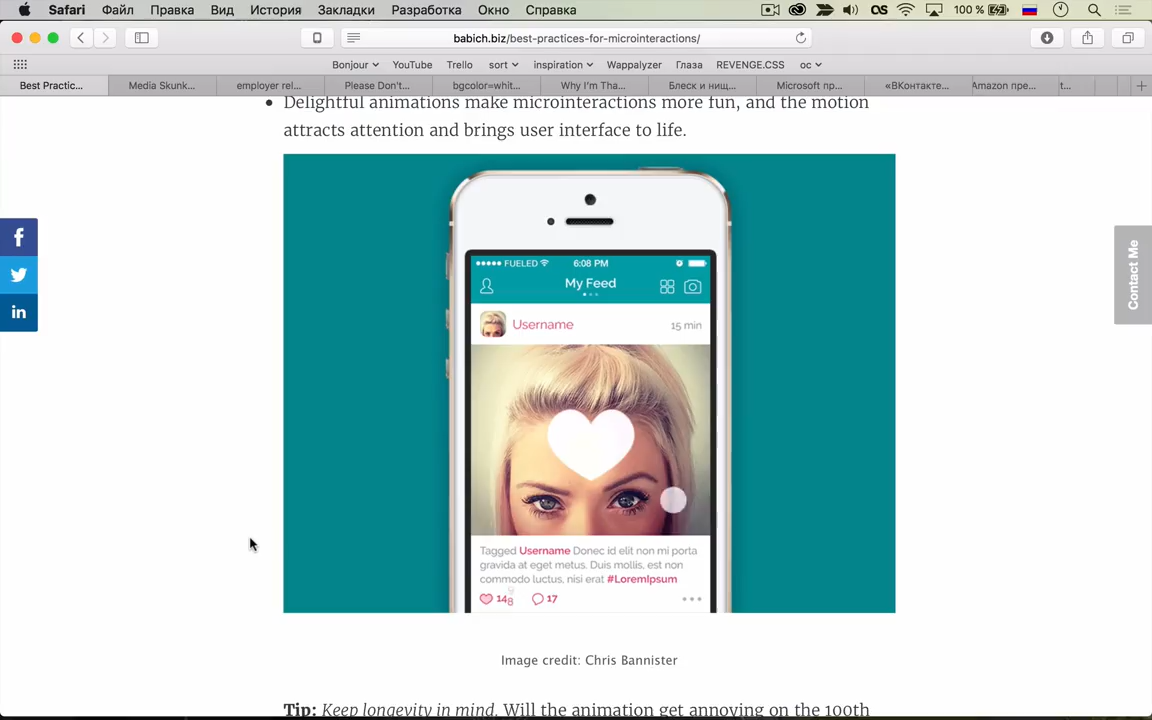 Safari Файл Правка Вид История Закладки Разработка Окно Справка 100 %
babich.biz/best-practices-for-microinteractions/
Bonjour YouTube Trello sort inspiration Wappalyzer Глаза REVENGE.CSS ос
Best Practic... Media Skunk... employer rel... Please Don't... bgcolor=whit... Why I'm Tha... Блеск и нищ... Microsoft пр... «ВКонтакте... Amazon пре... t...
• Delightful animations make microinteractions more fun, and the motion
attracts attention and brings user interface to life.
f
in
Contact Me
FUELED 6:08 PM
My Feed
Username 15 min
Tagged Username Donec id elit non mi porta
gravida at eget metus. Duis mollis, est non
commodo luctus, nisi erat #LoremIpsum
17
Image credit: Chris Bannister
Tip: Keep longevity in mind. Will the animation get annoying on the 100th